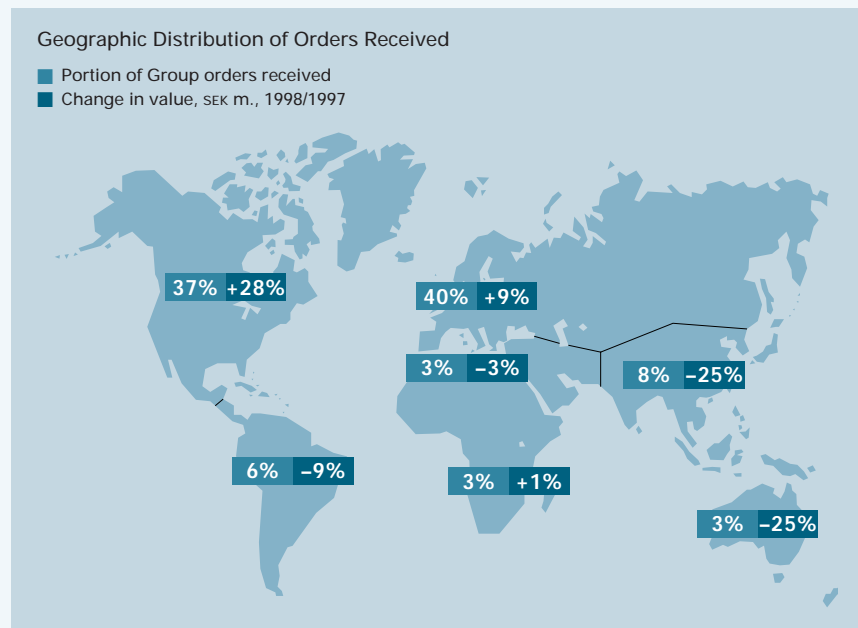 Geographic Distribution of Orders Received
Portion of Group orders received
Change in value, SEK m., 1998/1997
37% +28%
40% +9%
3% –3%
8% –25%
6% –9%
3% +1%
3% –25%